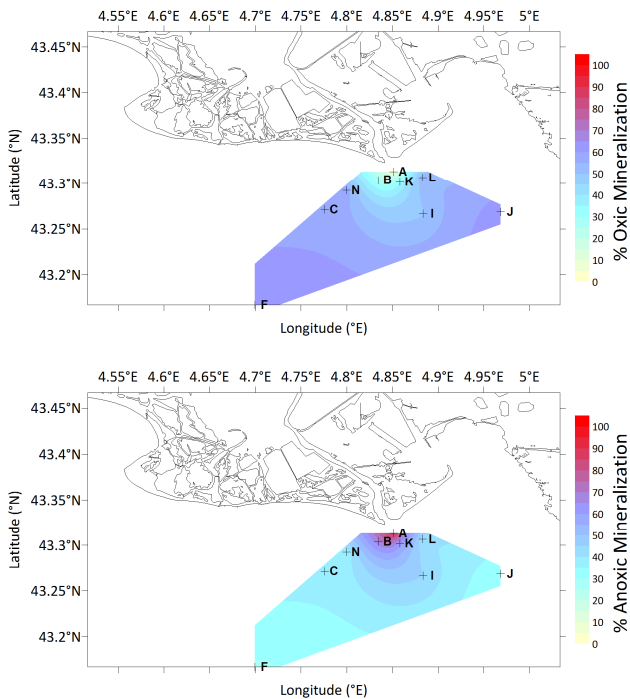 4.55°E 4.6°E 4.65°E 4.7°E 4.75°E 4.8°E 4.85°E 4.9°E 4.95°E 5°E
43.45°N
43.4°N
43.35°N
43.3°N
43.25°N
43.2°N
Latitude (°N)
A
B
K
L
N
C
I
J
F
Longitude (°E)
100
90
80
70
60
50
40
30
20
10
0
% Oxic Mineralization
4.55°E 4.6°E 4.65°E 4.7°E 4.75°E 4.8°E 4.85°E 4.9°E 4.95°E 5°E
43.45°N
43.4°N
43.35°N
43.3°N
43.25°N
43.2°N
Latitude (°N)
A
B
K
L
N
C
I
J
F
Longitude (°E)
100
90
80
70
60
50
40
30
20
10
0
% Anoxic Mineralization